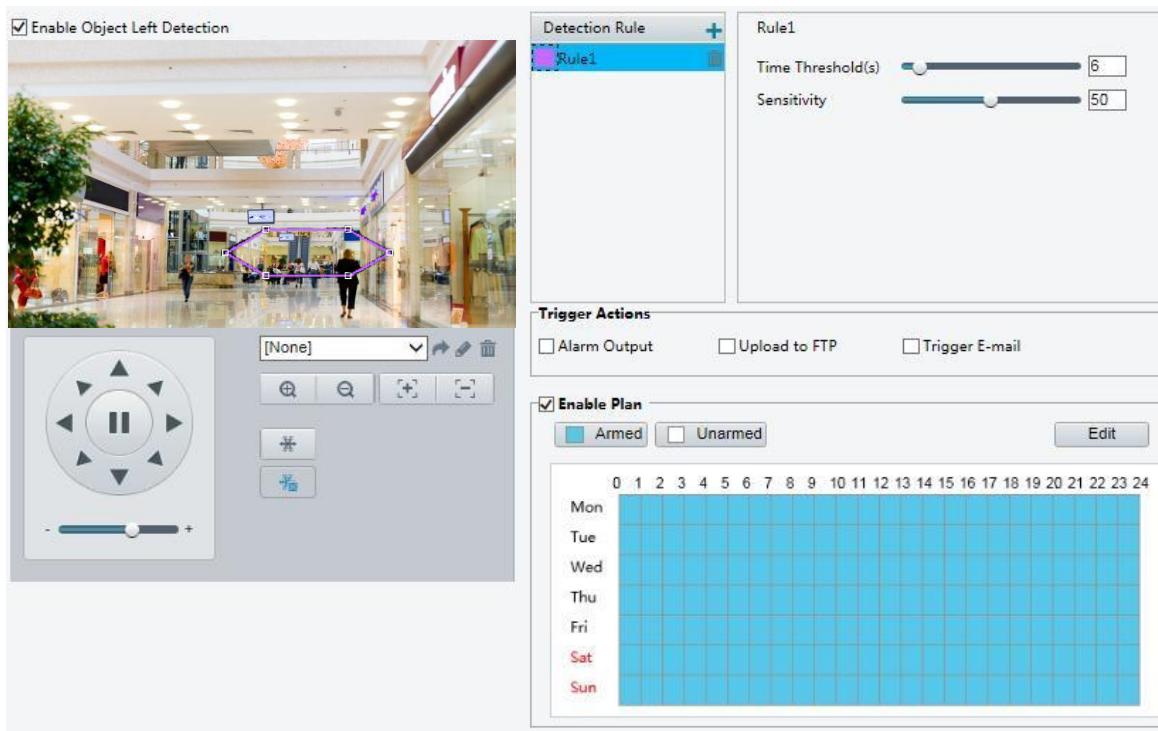 Enable Object Left Detection
Detection Rule +
Rule1
Rule1
Time Threshold(s) 6
Sensitivity 50
[None]
- +
Trigger Actions
Alarm Output Upload to FTP Trigger E-mail
Enable Plan
Armed Unarmed Edit
0 1 2 3 4 5 6 7 8 9 10 11 12 13 14 15 16 17 18 19 20 21 22 23 24
Mon
Tue
Wed
Thu
Fri
Sat
Sun